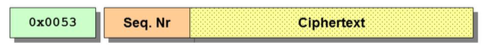 0x0053 Seq. Nr Ciphertext